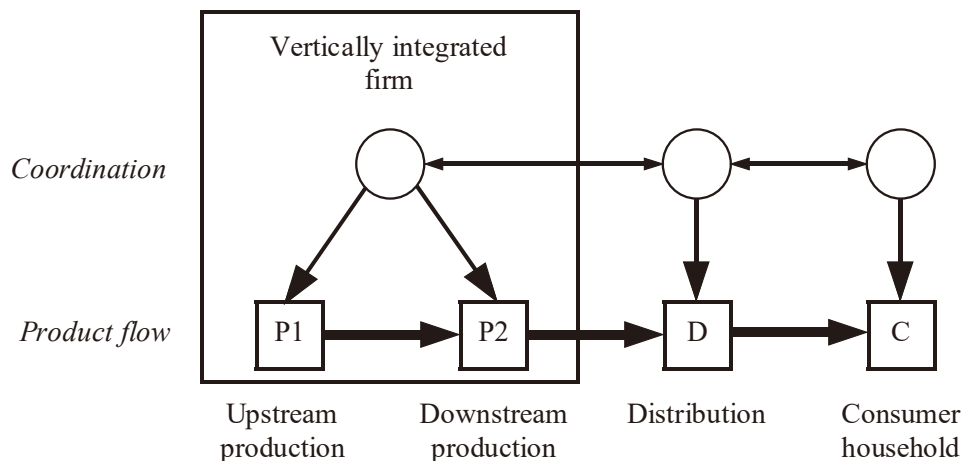 Vertically integrated
firm
Coordination
Product flow
P1
P2
D
C
Upstream
production
Downstream
production
Distribution
Consumer
household